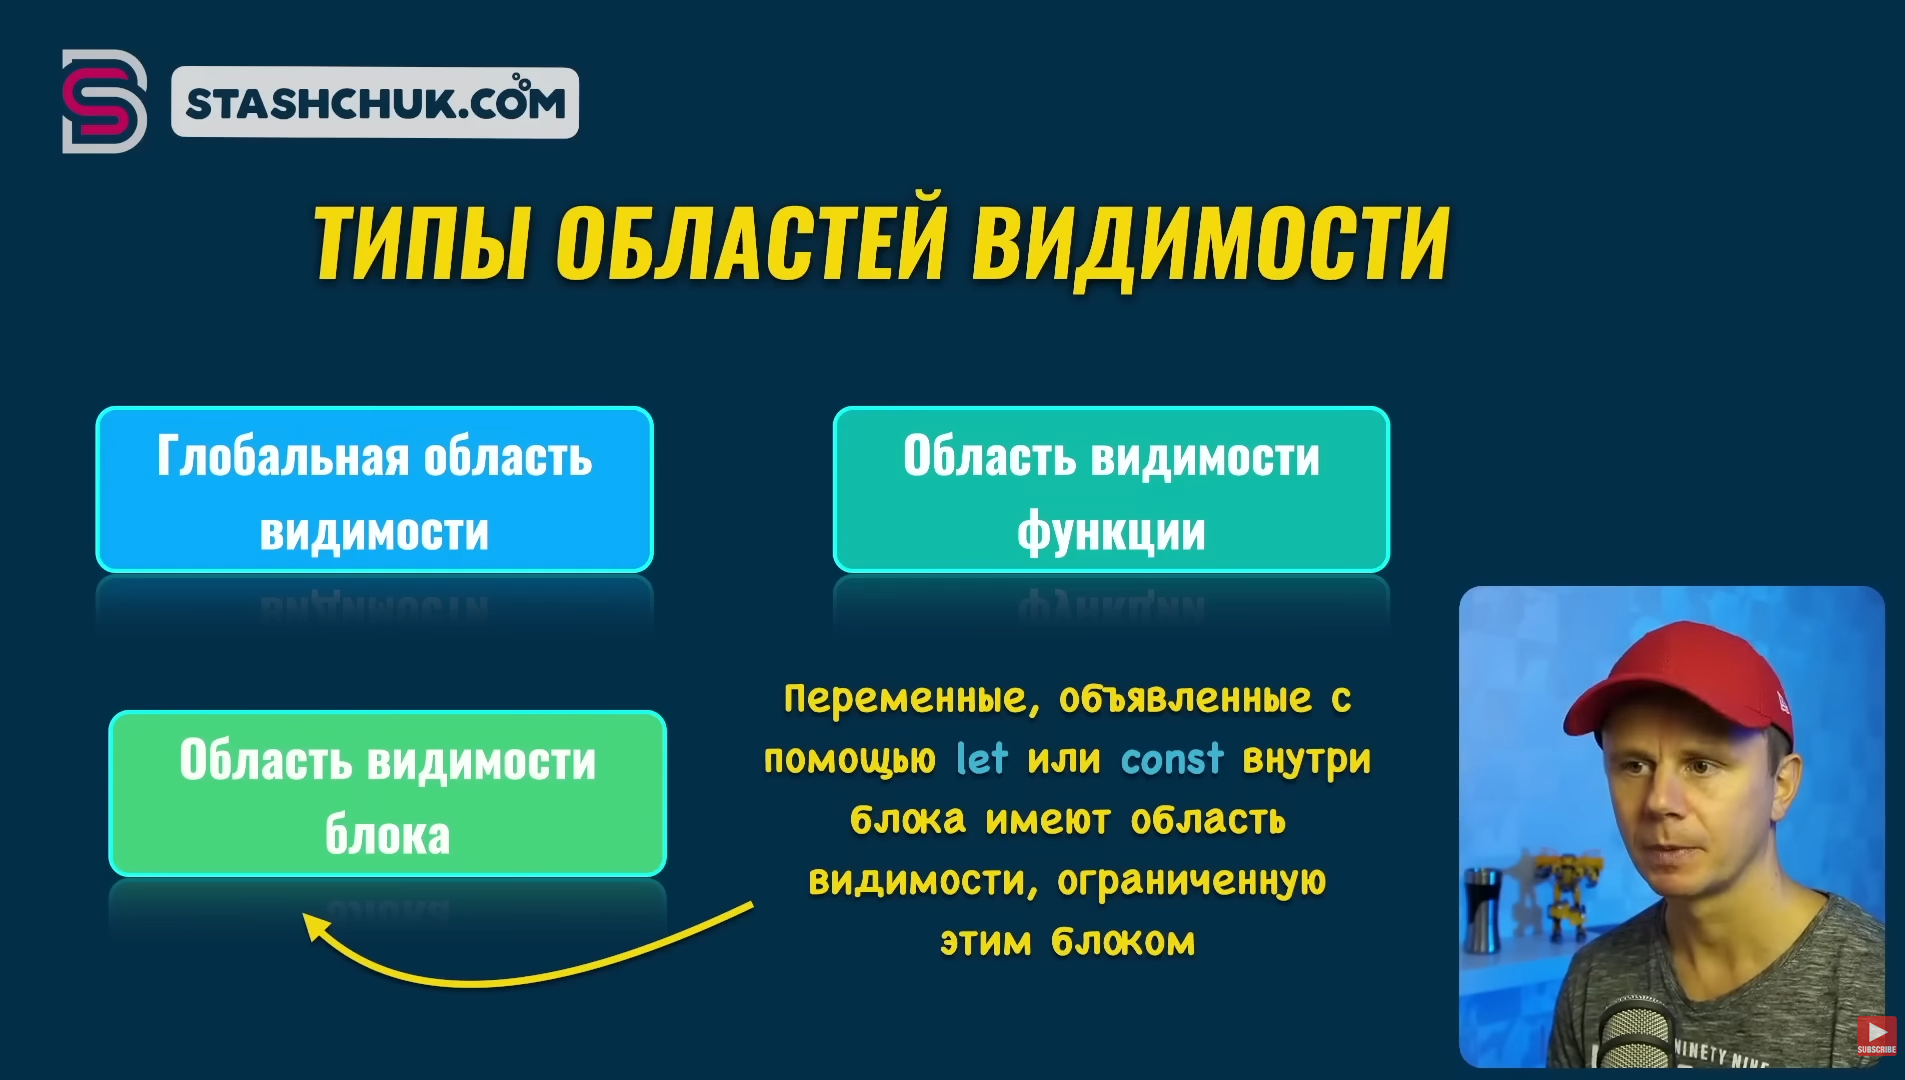 STASHCHUK.COM
ТИПЫ ОБЛАСТЕЙ ВИДИМОСТИ
Глобальная область
видимости
Область видимости
функции
Область видимости
блока
Переменные, объявленные с
помощью let или const внутри
блока имеют область
видимости, ограниченную
этим блоком
NINETY NINE
SUBSCRIBE